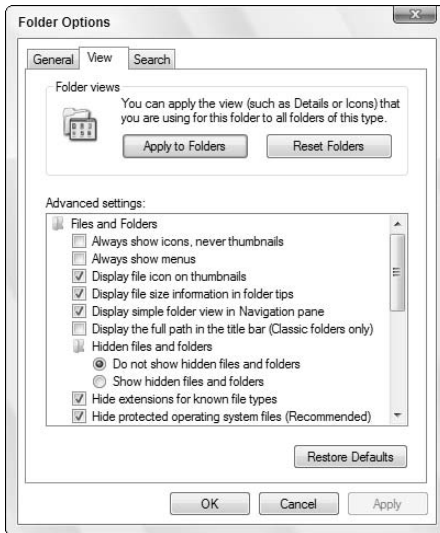 Folder Options
General View Search
Folder views
You can apply the view (such as Details or Icons) that
you are using for this folder to all folders of this type.
Apply to Folders Reset Folders
Advanced settings:
Files and Folders
Always show icons, never thumbnails
Always show menus
Display file icon on thumbnails
Display file size information in folder tips
Display simple folder view in Navigation pane
Display the full path in the title bar (Classic folders only)
Hidden files and folders
Do not show hidden files and folders
Show hidden files and folders
Hide extensions for known file types
Hide protected operating system files (Recommended)
Restore Defaults
OK Cancel Apply